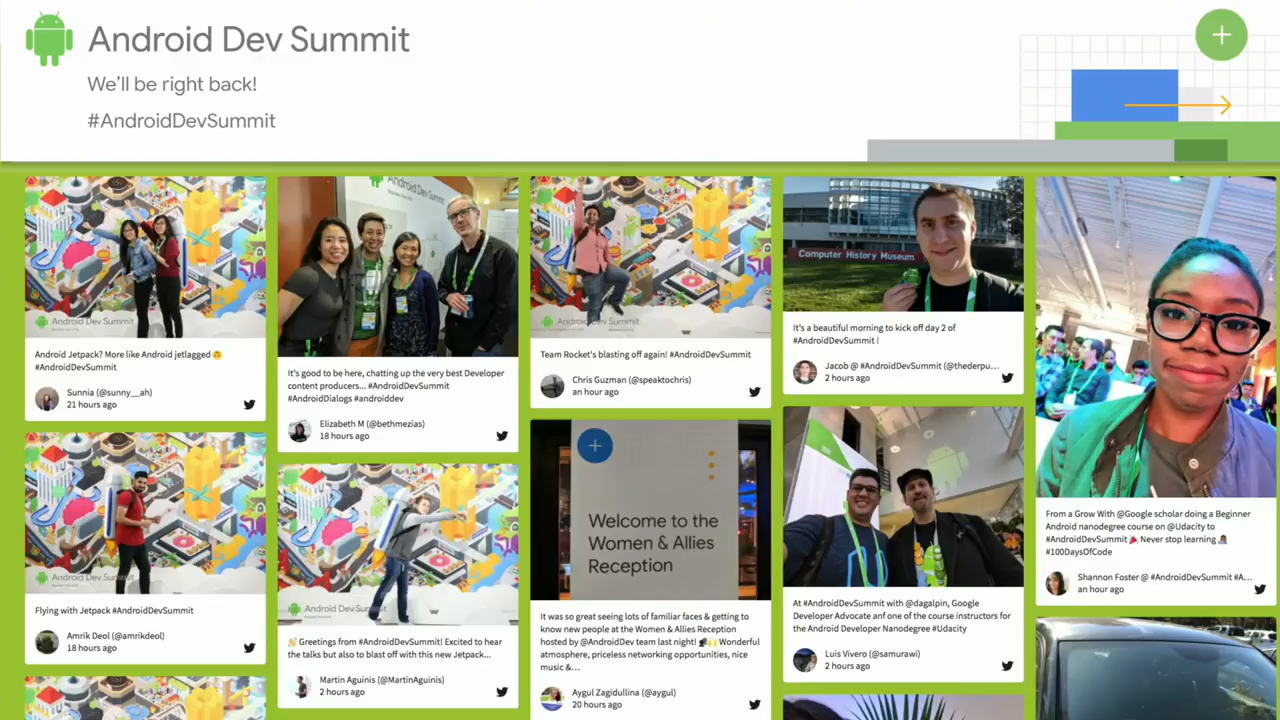 Android Dev Summit
We'll be right back!
#AndroidDevSummit
Android Dev Summit
Android Jetpack? More like Android jetlagged 🙃
#AndroidDevSummit
Sunnia (@sunny__ah)
21 hours ago
Android Dev Summit
Flying with Jetpack #AndroidDevSummit
Amrik Deol (@amrikdeol)
18 hours ago
Android Dev Summit
It's good to be here, chatting up the very best Developer
content producers... #AndroidDevSummit
#AndroidDialogs #androiddev
Elizabeth M (@bethmezias)
18 hours ago
Android Dev Summit
👋 Greetings from #AndroidDevSummit! Excited to hear
the talks but also to blast off with this new Jetpack...
Martin Aguinis (@MartinAguinis)
2 hours ago
Android Dev Summit
Team Rocket's blasting off again! #AndroidDevSummit
Chris Guzman (@speaktochris)
an hour ago
Welcome to the
Women & Allies
Reception
It was so great seeing lots of familiar faces & getting to
know new people at the Women & Allies Reception
hosted by @AndroidDev team last night! Wonderful
atmosphere, priceless networking opportunities, nice
music &...
Aygul Zagidullina (@aygul)
20 hours ago
Computer History Museum
It's a beautiful morning to kick off day 2 of
#AndroidDevSummit !
Jacob @ #AndroidDevSummit (@thederpu...
2 hours ago
At #AndroidDevSummit with @dagalpin, Google
Developer Advocate anf one of the course instructors for
the Android Developer Nanodegree #Udacity
Luis Vivero (@samurawi)
2 hours ago
From a Grow With @Google scholar doing a Beginner
Android nanodegree course on @Udacity to
#AndroidDevSummit 🎉 Never stop learning
#100DaysOfCode
Shannon Foster @ #AndroidDevSummit #A...
an hour ago